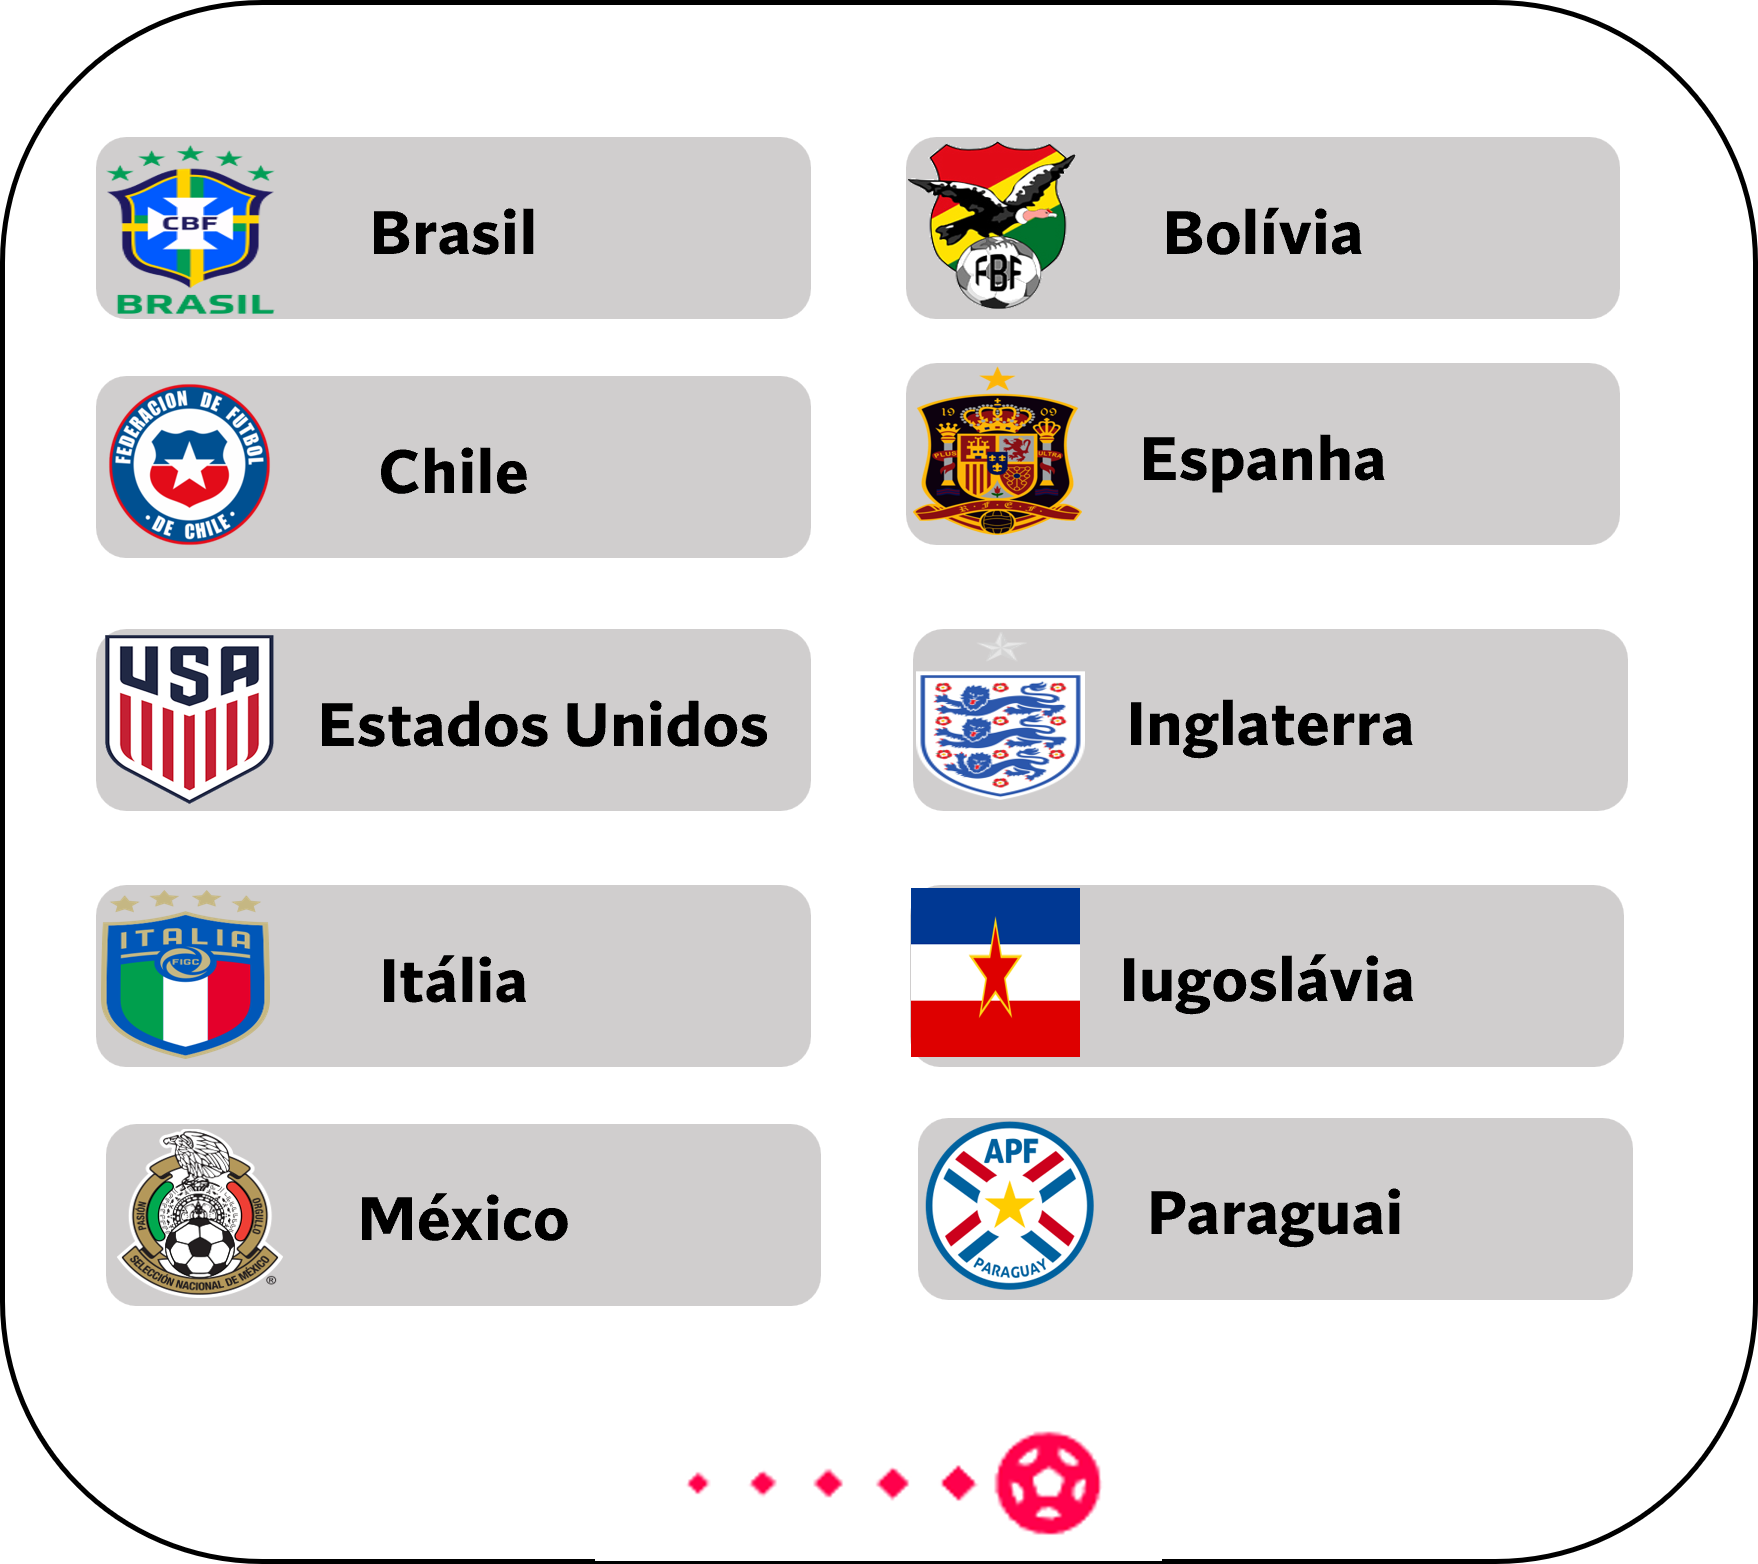 CBF
BRASIL
Brasil
FBF
Bolívia
FEDERACION DE FUTBOL
DE CHILE
Chile
19 09
PLUS ULTRA
R · F · E · F ·
Espanha
USA
Estados Unidos
Inglaterra
ITALIA
FIGC
Itália
Iugoslávia
PASIÓN
ORGULLO
SELECCIÓN NACIONAL DE MÉXICO
®
México
APF
PARAGUAY
Paraguai